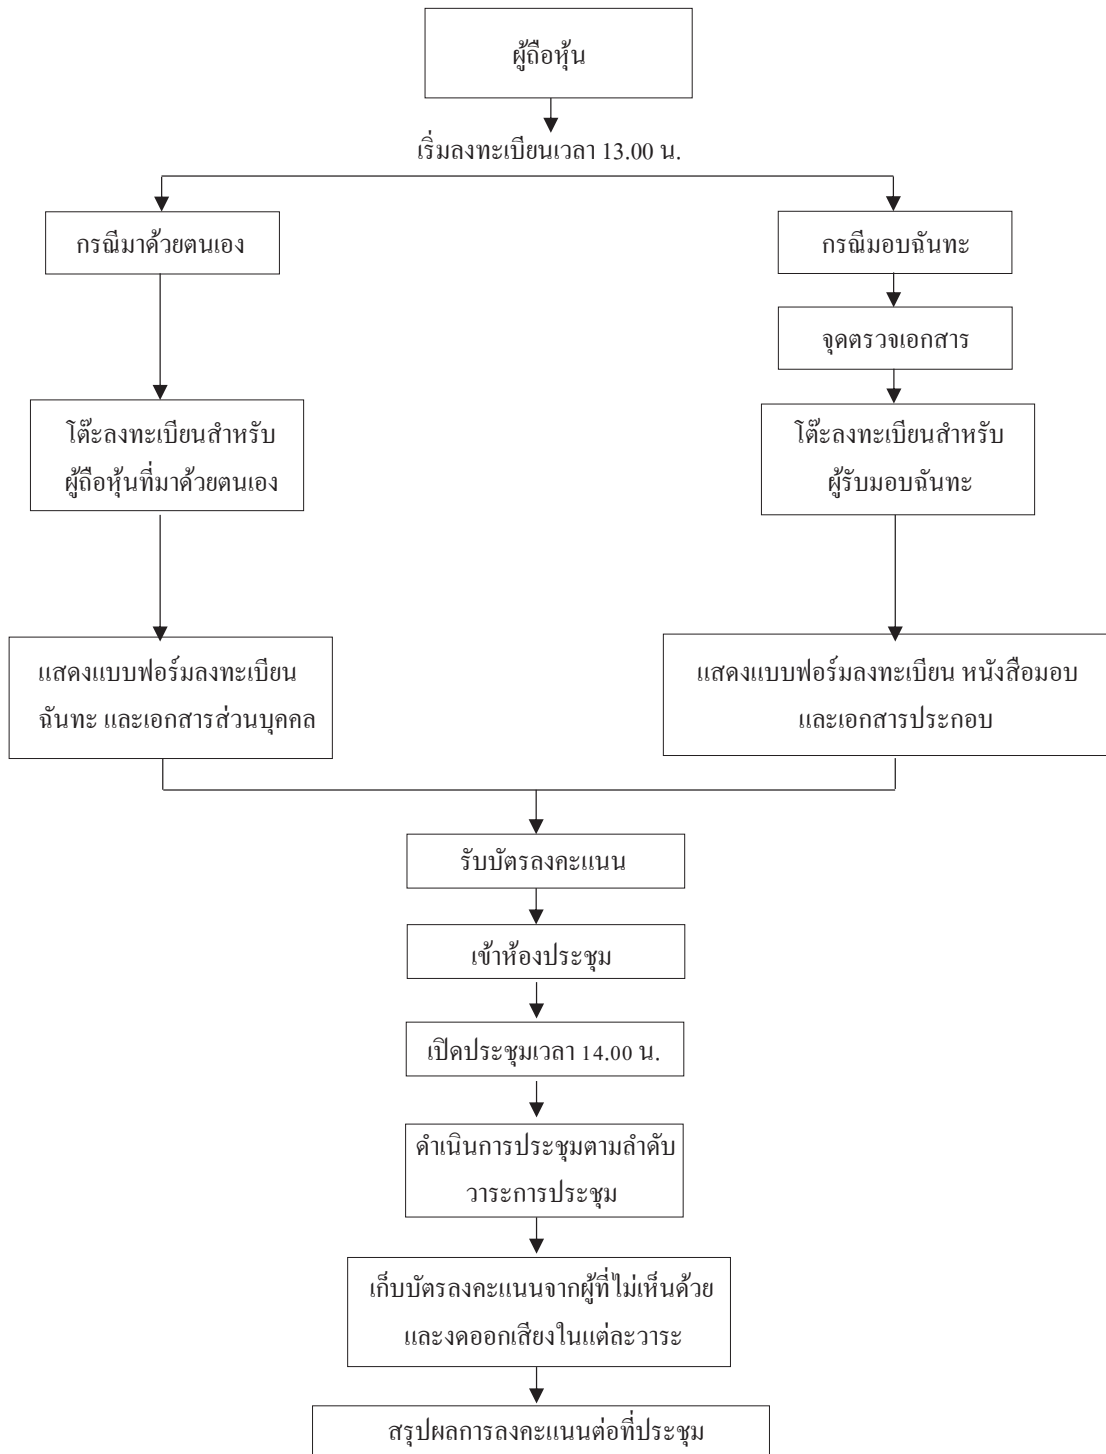 ผู้ถือหุ้น
เริ่มลงทะเบียนเวลา 13.00 น.
กรณีมาด้วยตนเอง
กรณีมอบฉันทะ
จุดตรวจเอกสาร
โต๊ะลงทะเบียนสำหรับ
ผู้ถือหุ้นที่มาด้วยตนเอง
โต๊ะลงทะเบียนสำหรับ
ผู้รับมอบฉันทะ
แสดงแบบฟอร์มลงทะเบียน
ฉันทะ และเอกสารส่วนบุคคล
แสดงแบบฟอร์มลงทะเบียน หนังสือมอบ
และเอกสารประกอบ
รับบัตรลงคะแนน
เข้าห้องประชุม
เปิดประชุมเวลา 14.00 น.
ดำเนินการประชุมตามลำดับ
วาระการประชุม
เก็บบัตรลงคะแนนจากผู้ที่ไม่เห็นด้วย
และงดออกเสียงในแต่ละวาระ
สรุปผลการลงคะแนนต่อที่ประชุม